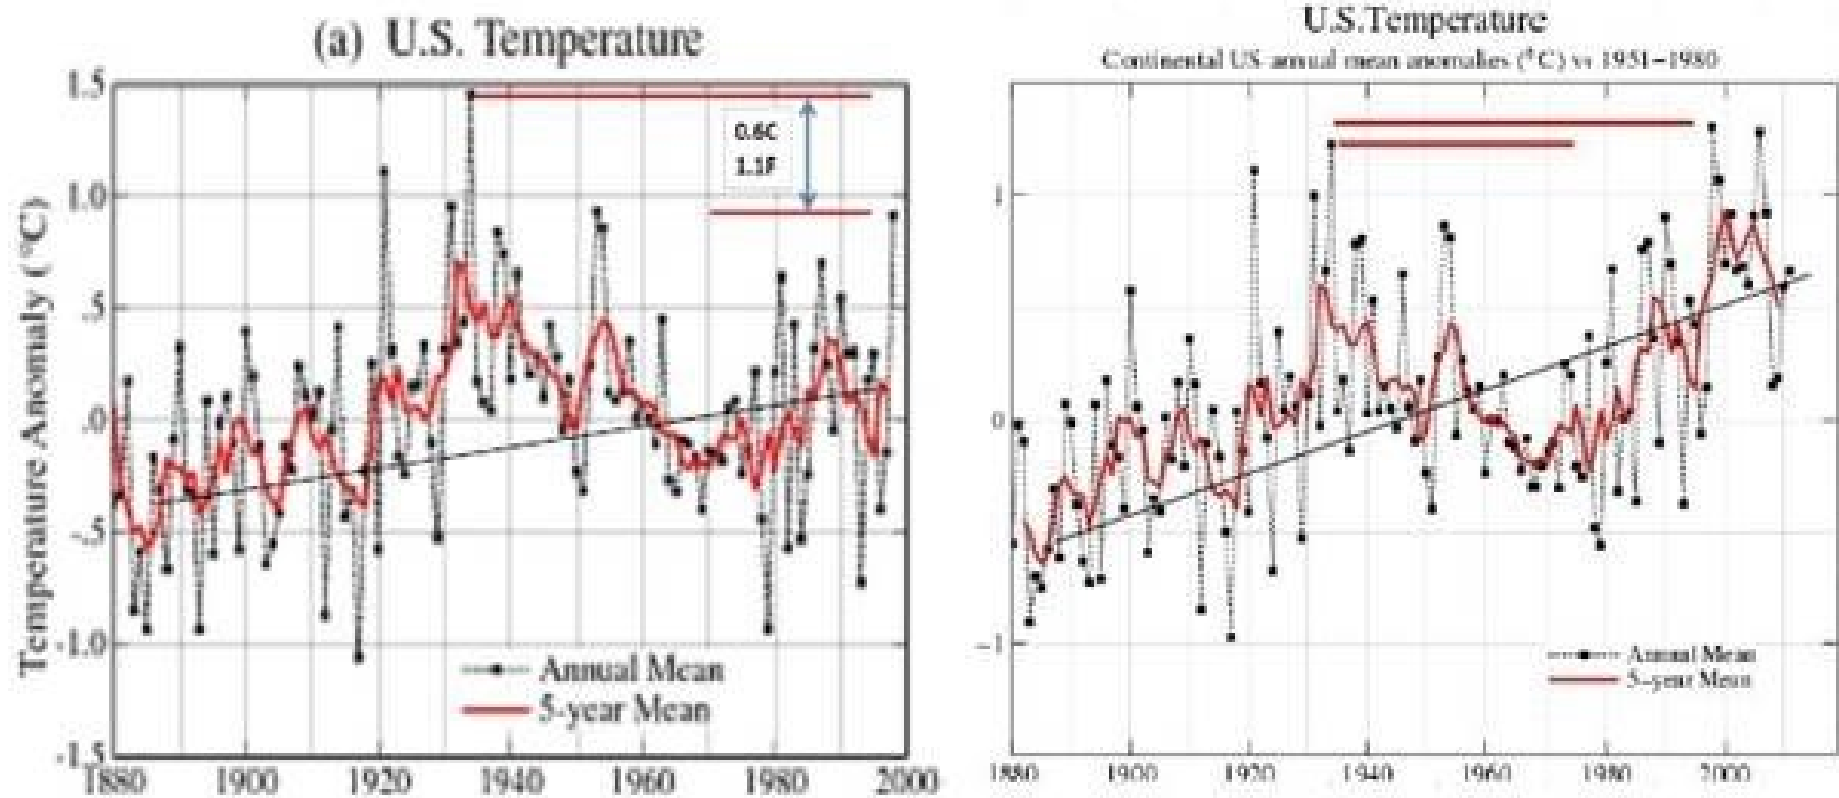 (a) U.S. Temperature
1.5
1.0
.5
.0
-.5
-1.0
-1.5
Temperature Anomaly (°C)
0.6C
1.1F
Annual Mean
5-year Mean
1880 1900 1920 1940 1960 1980 2000
U.S.Temperature
Continental US annual mean anomalies (°C) vs 1951-1980
1
0
-1
Annual Mean
5-year Mean
1880 1900 1920 1940 1960 1980 2000